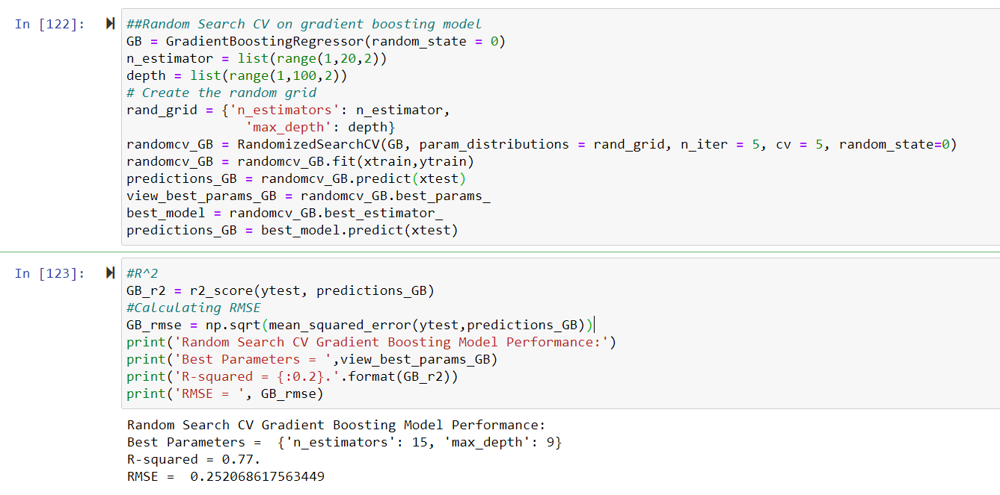 In [122]:
##Random Search CV on gradient boosting model
GB = GradientBoostingRegressor(random_state = 0)
n_estimator = list(range(1,20,2))
depth = list(range(1,100,2))
# Create the random grid
rand_grid = {'n_estimators': n_estimator,
'max_depth': depth}
randomcv_GB = RandomizedSearchCV(GB, param_distributions = rand_grid, n_iter = 5, cv = 5, random_state=0)
randomcv_GB = randomcv_GB.fit(xtrain,ytrain)
predictions_GB = randomcv_GB.predict(xtest)
view_best_params_GB = randomcv_GB.best_params_
best_model = randomcv_GB.best_estimator_
predictions_GB = best_model.predict(xtest)
In [123]:
#R^2
GB_r2 = r2_score(ytest, predictions_GB)
#Calculating RMSE
GB_rmse = np.sqrt(mean_squared_error(ytest,predictions_GB))
print('Random Search CV Gradient Boosting Model Performance:')
print('Best Parameters = ',view_best_params_GB)
print('R-squared = {:0.2}.'.format(GB_r2))
print('RMSE = ', GB_rmse)
Random Search CV Gradient Boosting Model Performance:
Best Parameters =  {'n_estimators': 15, 'max_depth': 9}
R-squared = 0.77.
RMSE =  0.252068617563449